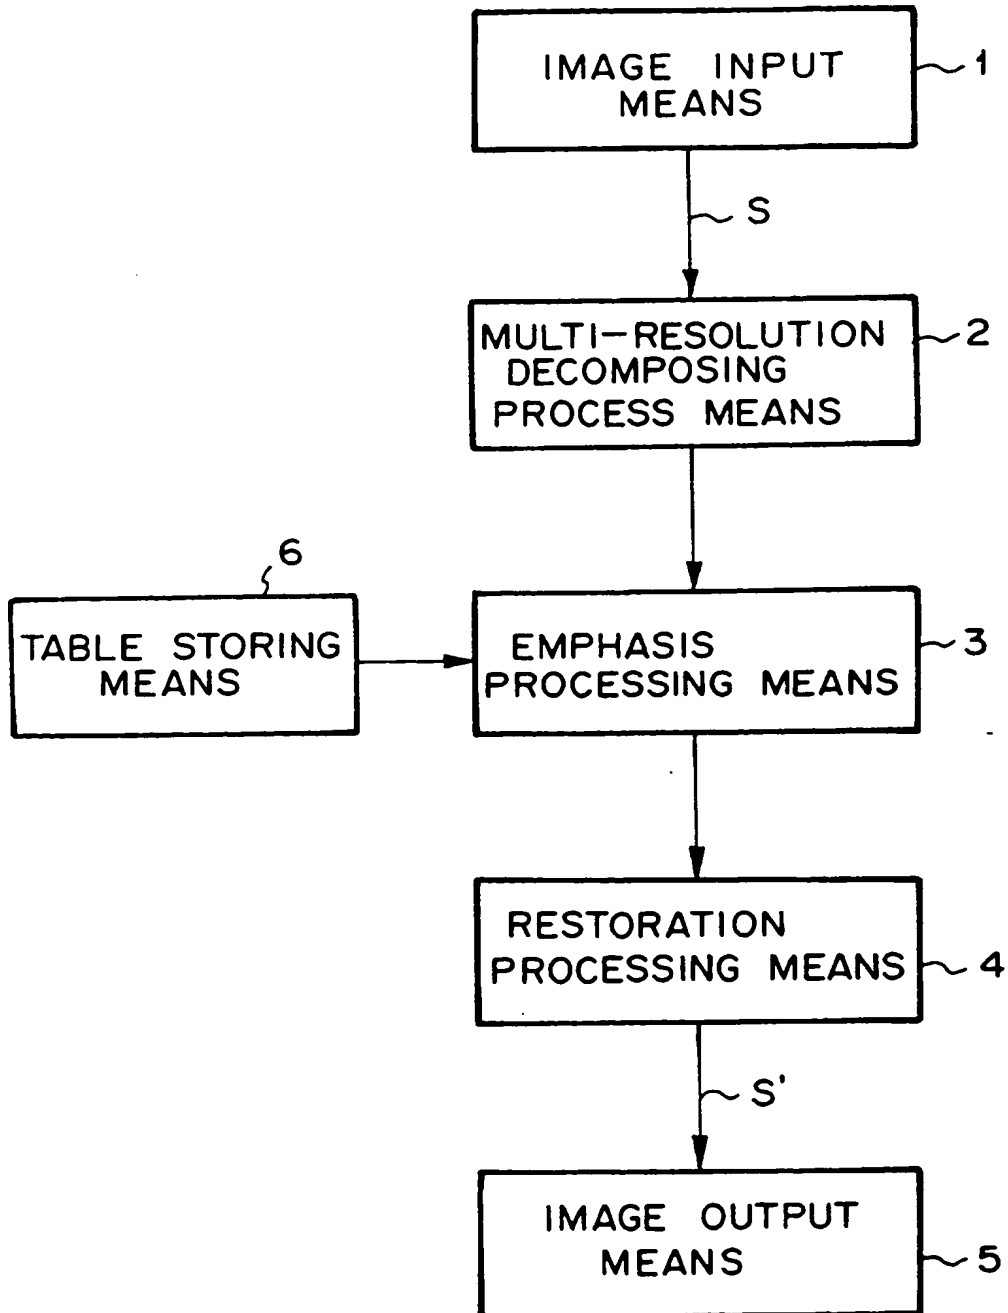 IMAGE INPUT
MEANS
1
S
MULTI-RESOLUTION
DECOMPOSING
PROCESS MEANS
2
6
TABLE STORING
MEANS
EMPHASIS
PROCESSING MEANS
3
RESTORATION
PROCESSING MEANS
4
S'
IMAGE OUTPUT
MEANS
5